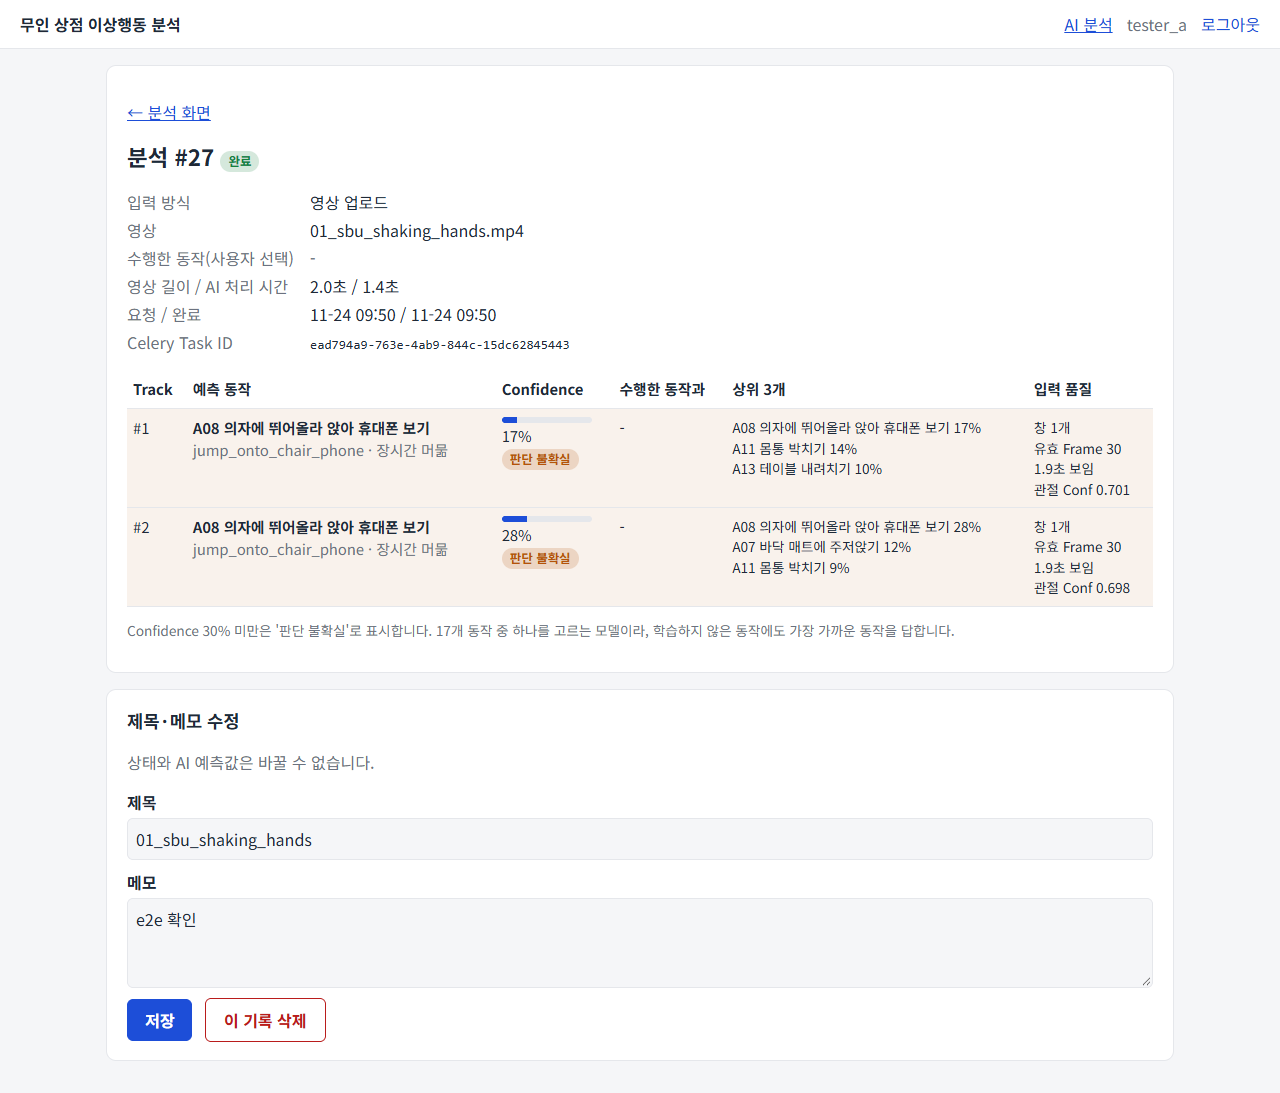 무인 상점 이상행동 분석
AI 분석 tester_a 로그아웃
← 분석 화면
분석 #27 완료
입력 방식 영상 업로드
영상 01_sbu_shaking_hands.mp4
수행한 동작(사용자 선택) -
영상 길이 / AI 처리 시간 2.0초 / 1.4초
요청 / 완료 11-24 09:50 / 11-24 09:50
Celery Task ID ead794a9-763e-4ab9-844c-15dc62845443
Track 예측 동작 Confidence 수행한 동작과 상위 3개 입력 품질
#1 A08 의자에 뛰어올라 앉아 휴대폰 보기 - A08 의자에 뛰어올라 앉아 휴대폰 보기 17% 창 1개
jump_onto_chair_phone · 장시간 머묾 17% A11 몸통 박치기 14% 유효 Frame 30
판단 불확실 A13 테이블 내려치기 10% 1.9초 보임
관절 Conf 0.701
#2 A08 의자에 뛰어올라 앉아 휴대폰 보기 - A08 의자에 뛰어올라 앉아 휴대폰 보기 28% 창 1개
jump_onto_chair_phone · 장시간 머묾 28% A07 바닥 매트에 주저앉기 12% 유효 Frame 30
판단 불확실 A11 몸통 박치기 9% 1.9초 보임
관절 Conf 0.698
Confidence 30% 미만은 '판단 불확실'로 표시합니다. 17개 동작 중 하나를 고르는 모델이라, 학습하지 않은 동작에도 가장 가까운 동작을 답합니다.
제목·메모 수정
상태와 AI 예측값은 바꿀 수 없습니다.
제목
01_sbu_shaking_hands
메모
e2e 확인
저장 이 기록 삭제